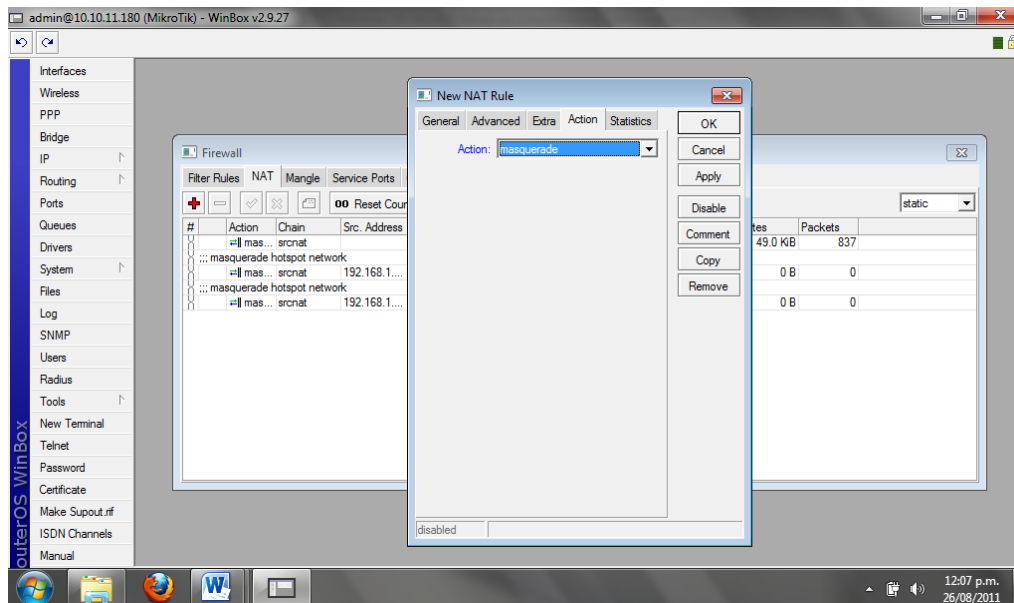 admin@10.10.11.180 (MikroTik) - WinBox v2.9.27
Interfaces
Wireless
PPP
Bridge
IP
Routing
Ports
Queues
Drivers
System
Files
Log
SNMP
Users
Radius
Tools
New Terminal
Telnet
Password
Certificate
Make Supout.rif
ISDN Channels
Manual
outerOS WinBox
Firewall
Filter Rules NAT Mangle Service Ports
00 Reset Cour
static
# Action Chain Src. Address tes Packets
mas... srcnat 49.0 KiB 837
;;; masquerade hotspot network
mas... srcnat 192.168.1.... 0 B 0
;;; masquerade hotspot network
mas... srcnat 192.168.1.... 0 B 0
New NAT Rule
General Advanced Extra Action Statistics
Action: masquerade
OK
Cancel
Apply
Disable
Comment
Copy
Remove
disabled
W
12:07 p.m.
26/08/2011